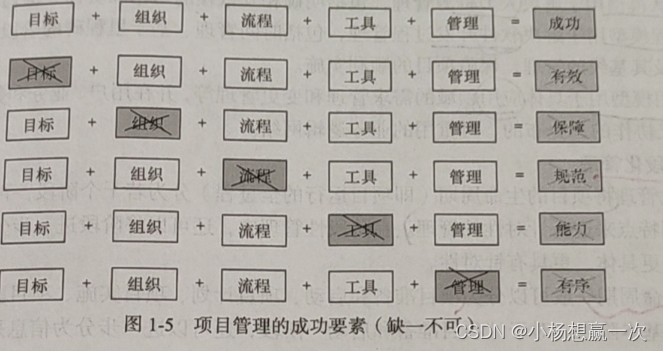 目标 + 组织 + 流程 + 工具 + 管理 = 成功
目标 + 组织 + 流程 + 工具 + 管理 = 有效
目标 + 组织 + 流程 + 工具 + 管理 = 保障
目标 + 组织 + 流程 + 工具 + 管理 = 规范
目标 + 组织 + 流程 + 工具 + 管理 = 能力
目标 + 组织 + 流程 + 工具 + 管理 = 有序
图 1-5 项目管理的成功要素（缺一不可）
CSDN @小杨想赢一次